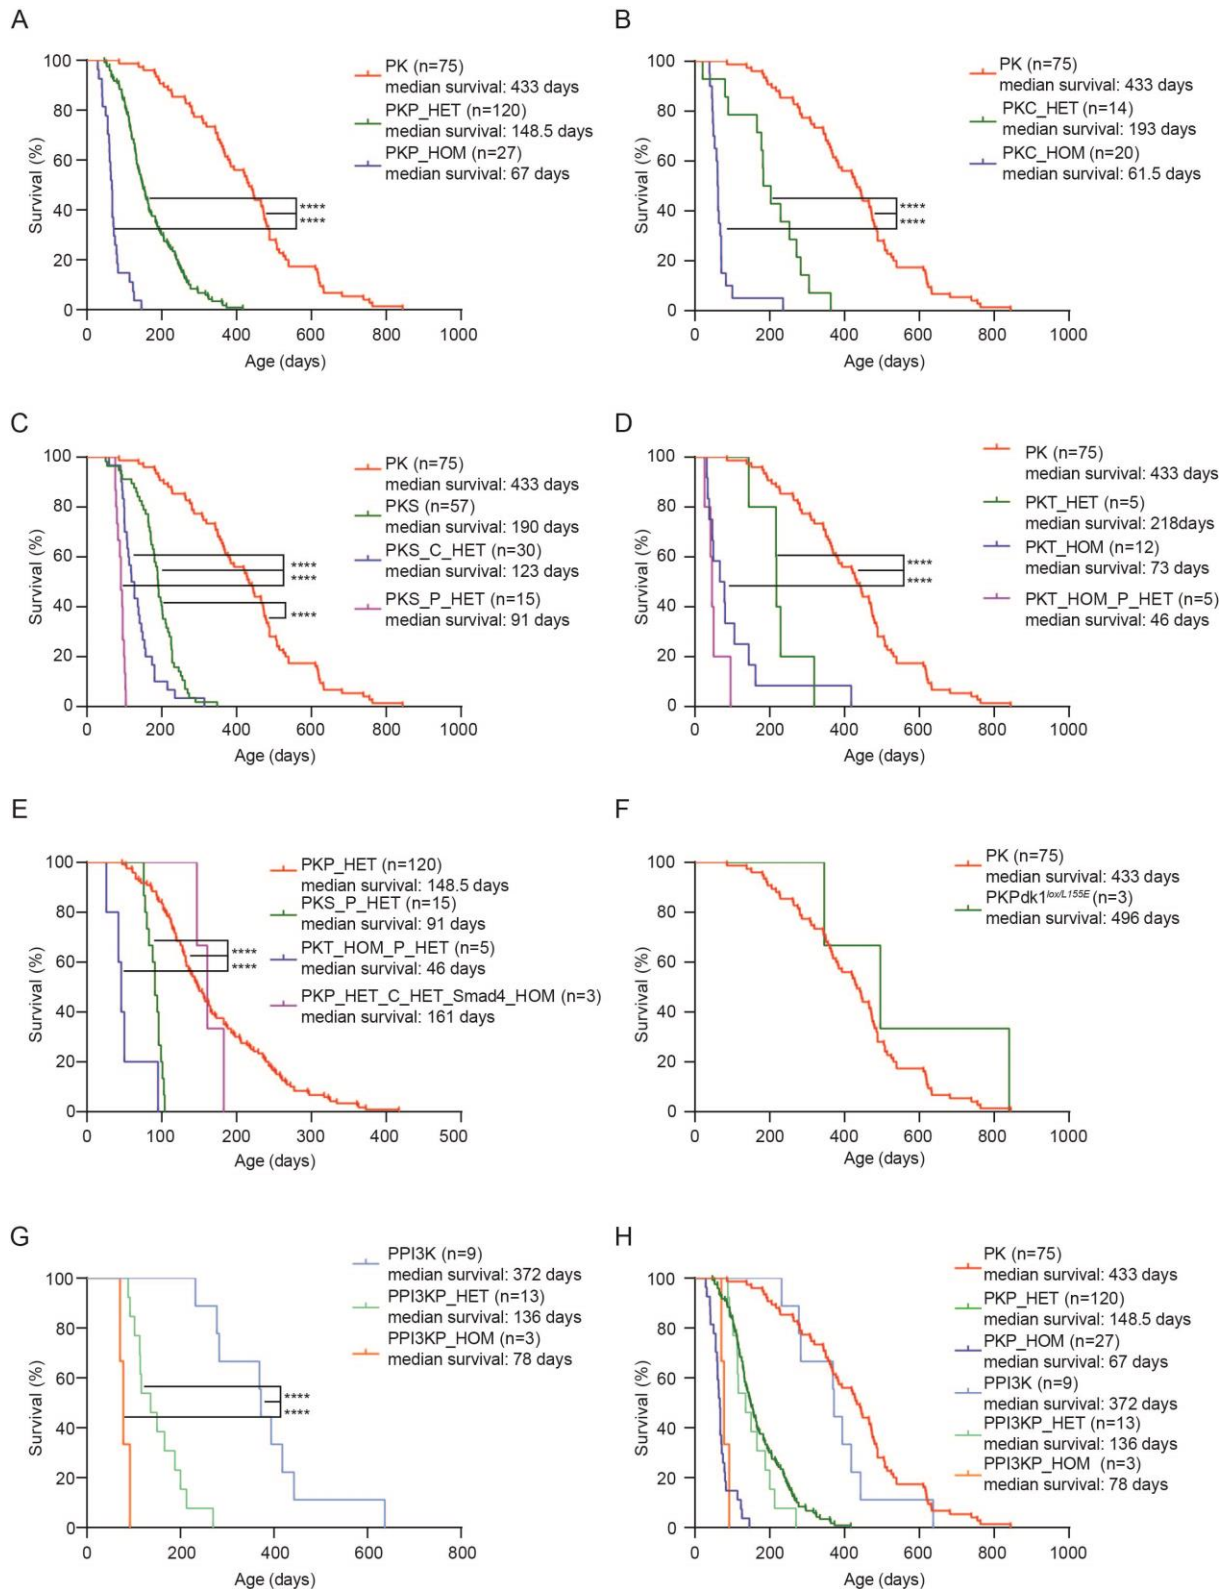 A
100
80
60
40
20
0
Survival (%)
0 200 400 600 800 1000
Age (days)
PK (n=75)
median survival: 433 days
PKP_HET (n=120)
median survival: 148.5 days
PKP_HOM (n=27)
median survival: 67 days
****
****
B
100
80
60
40
20
0
Survival (%)
0 200 400 600 800 1000
Age (days)
PK (n=75)
median survival: 433 days
PKC_HET (n=14)
median survival: 193 days
PKC_HOM (n=20)
median survival: 61.5 days
****
****
C
100
80
60
40
20
0
Survival (%)
0 200 400 600 800 1000
Age (days)
PK (n=75)
median survival: 433 days
PKS (n=57)
median survival: 190 days
PKS_C_HET (n=30)
median survival: 123 days
PKS_P_HET (n=15)
median survival: 91 days
****
****
****
D
100
80
60
40
20
0
Survival (%)
0 200 400 600 800 1000
Age (days)
PK (n=75)
median survival: 433 days
PKT_HET (n=5)
median survival: 218days
PKT_HOM (n=12)
median survival: 73 days
PKT_HOM_P_HET (n=5)
median survival: 46 days
****
****
E
100
80
60
40
20
0
Survival (%)
0 100 200 200 400 500
Age (days)
PKP_HET (n=120)
median survival: 148.5 days
PKS_P_HET (n=15)
median survival: 91 days
PKT_HOM_P_HET (n=5)
median survival: 46 days
PKP_HET_C_HET_Smad4_HOM (n=3)
median survival: 161 days
****
****
F
100
80
60
40
20
0
Survival (%)
0 200 400 600 800 1000
Age (days)
PK (n=75)
median survival: 433 days
PKPdk1lox/L155E (n=3)
median survival: 496 days
G
100
80
60
40
20
0
Survival (%)
0 200 400 600 800
Age (days)
PPI3K (n=9)
median survival: 372 days
PPI3KP_HET (n=13)
median survival: 136 days
PPI3KP_HOM (n=3)
median survival: 78 days
****
****
H
100
80
60
40
20
0
Survival (%)
0 200 400 600 800 1000
Age (days)
PK (n=75)
median survival: 433 days
PKP_HET (n=120)
median survival: 148.5 days
PKP_HOM (n=27)
median survival: 67 days
PPI3K (n=9)
median survival: 372 days
PPI3KP_HET (n=13)
median survival: 136 days
PPI3KP_HOM (n=3)
median survival: 78 days